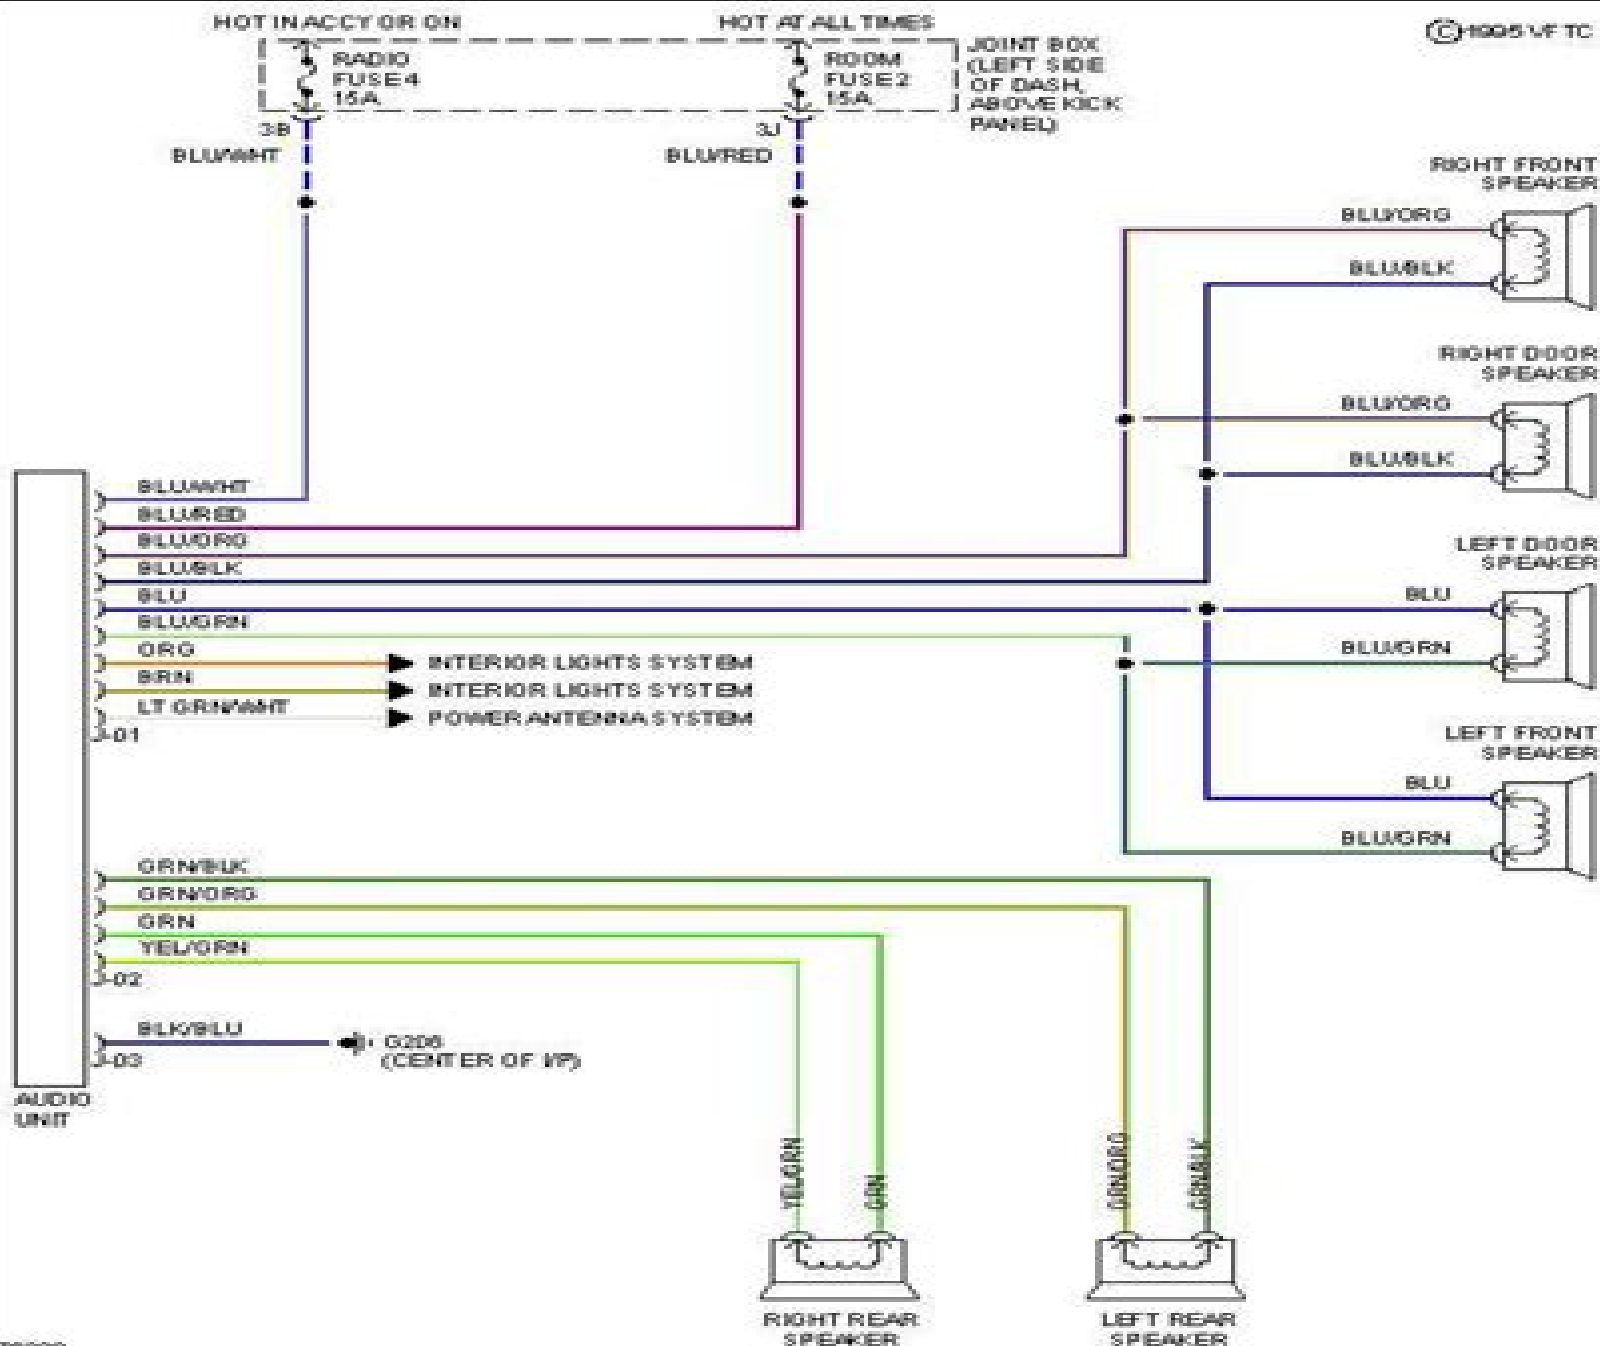 HOT IN ACCY OR ON
HOT AT ALL TIMES
RADIO
FUSE 4
15A
ROOM
FUSE 2
15A
JOINT BOX
(LEFT SIDE
OF DASH,
ABOVE KICK
PANEL)
3B
BLU/WHT
3J
BLU/RED
RIGHT FRONT
SPEAKER
BLU/ORG
BLU/BLK
RIGHT DOOR
SPEAKER
BLU/ORG
BLU/BLK
LEFT DOOR
SPEAKER
BLU
BLU/GRN
LEFT FRONT
SPEAKER
BLU
BLU/GRN
BLU/WHT
BLU/RED
BLU/ORG
BLU/BLK
BLU
BLU/GRN
ORG
INTERIOR LIGHTS SYSTEM
BRN
INTERIOR LIGHTS SYSTEM
LT GRN/WHT
POWER ANTENNA SYSTEM
J-01
GRN/BLK
GRN/ORG
GRN
YEL/GRN
J-02
BLK/BLU
(CENTER OF I/P)
J-03
AUDIO
UNIT
YEL/GRN
GRN
GRN/ORG
GRN/BLK
RIGHT REAR
SPEAKER
LEFT REAR
SPEAKER